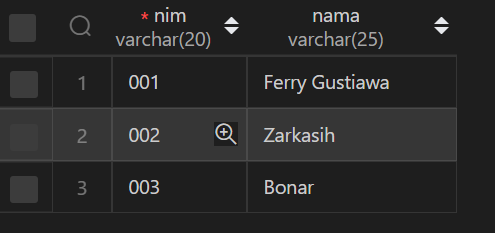 * nim nama
varchar(20) varchar(25)
1 001 Ferry Gustiawa
2 002 Zarkasih
3 003 Bonar